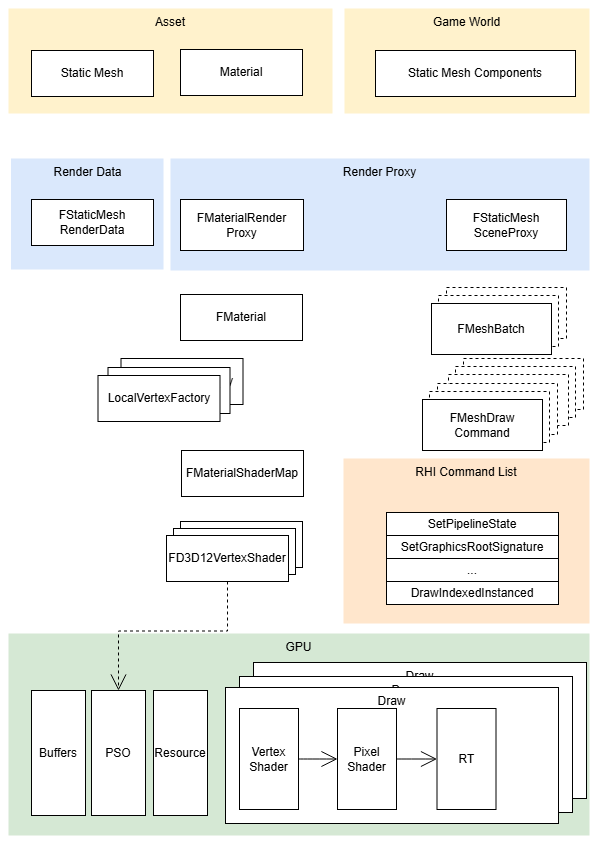 Asset
Game World
Static Mesh
Material
Static Mesh Components
Render Data
Render Proxy
FStaticMesh
RenderData
FMaterialRender
Proxy
FStaticMesh
SceneProxy
FMaterial
FMeshBatch
LocalVertexFactory
FMeshDraw
Command
FMaterialShaderMap
RHI Command List
SetPipelineState
SetGraphicsRootSignature
...
DrawIndexedInstanced
FD3D12VertexShader
GPU
Draw
Draw
Buffers
PSO
Resource
Vertex
Shader
Pixel
Shader
RT